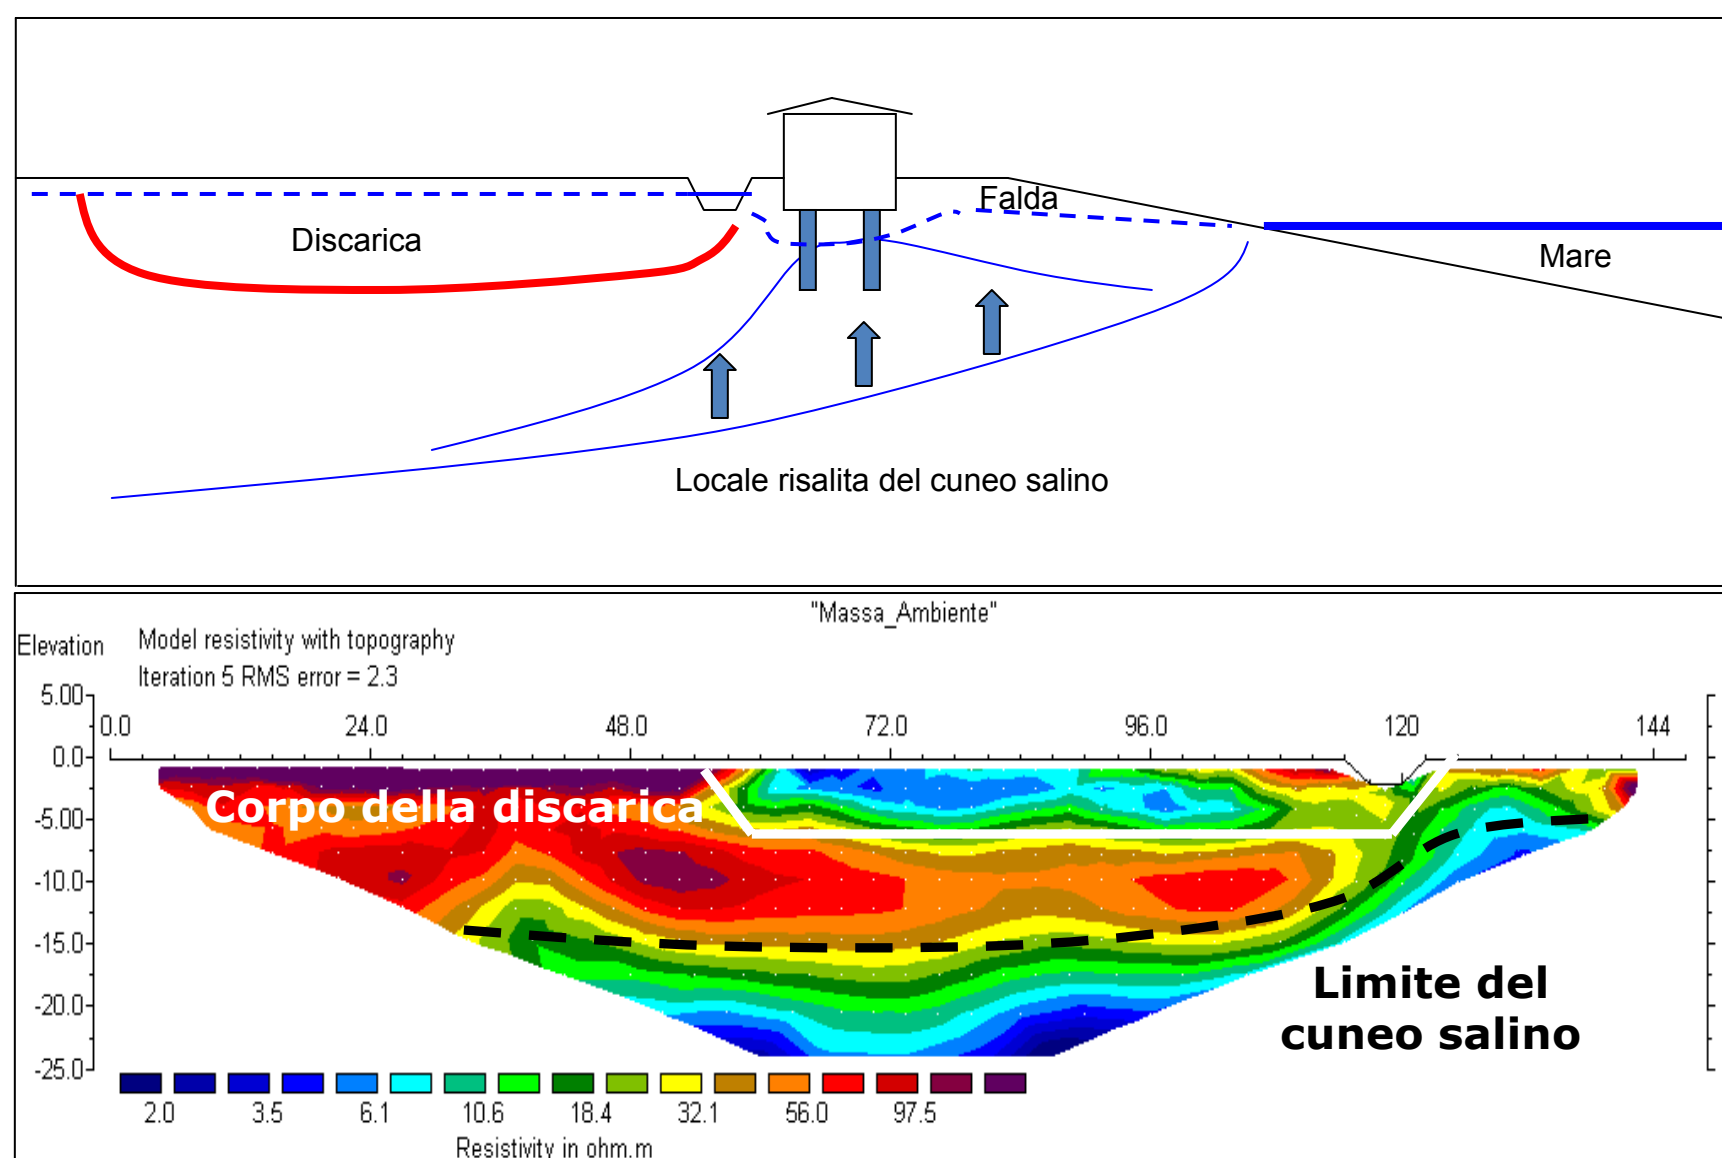 Falda
Discarica
Mare
Locale risalita del cuneo salino
"Massa_Ambiente"
Elevation
Model resistivity with topography
Iteration 5 RMS error = 2.3
5.00
0.0 24.0 48.0 72.0 96.0 120 144
0.0
Corpo della discarica
-5.00
-10.0
-15.0
Limite del
cuneo salino
-20.0
-25.0
2.0 3.5 6.1 10.6 18.4 32.1 56.0 97.5
Resistivity in ohm.m